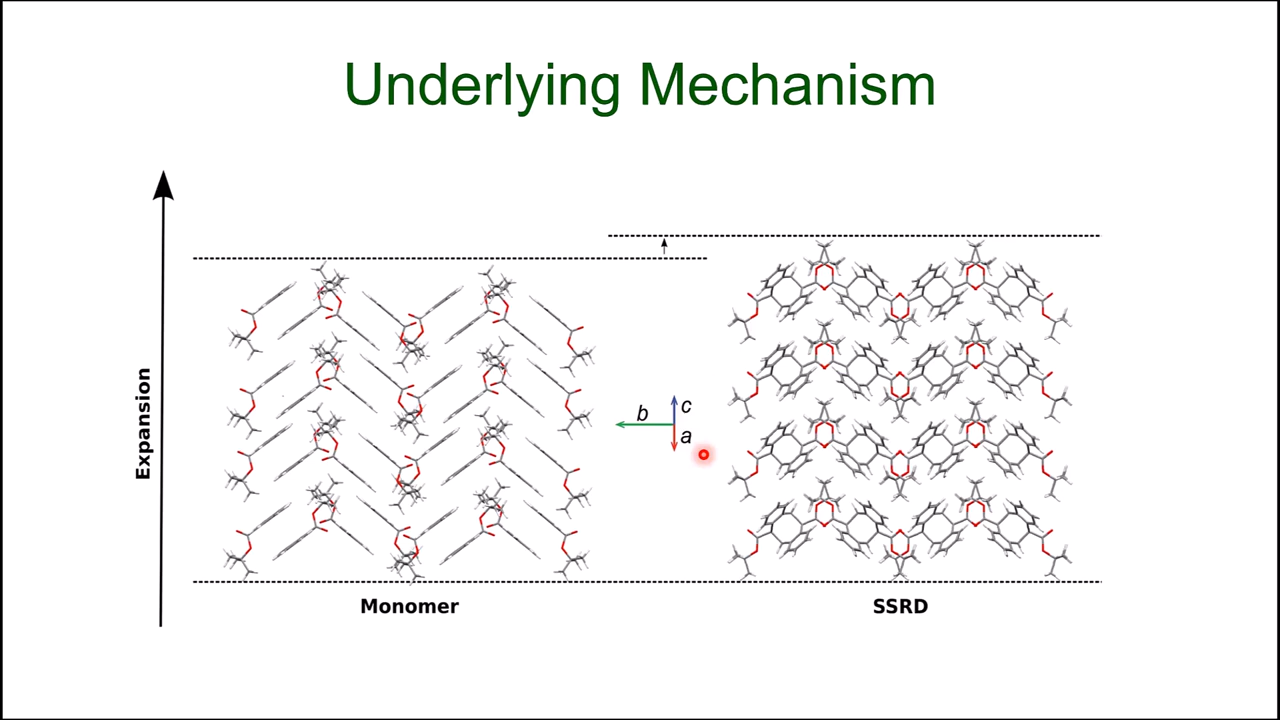 Underlying Mechanism
Expansion
b
c
a
Monomer
SSRD